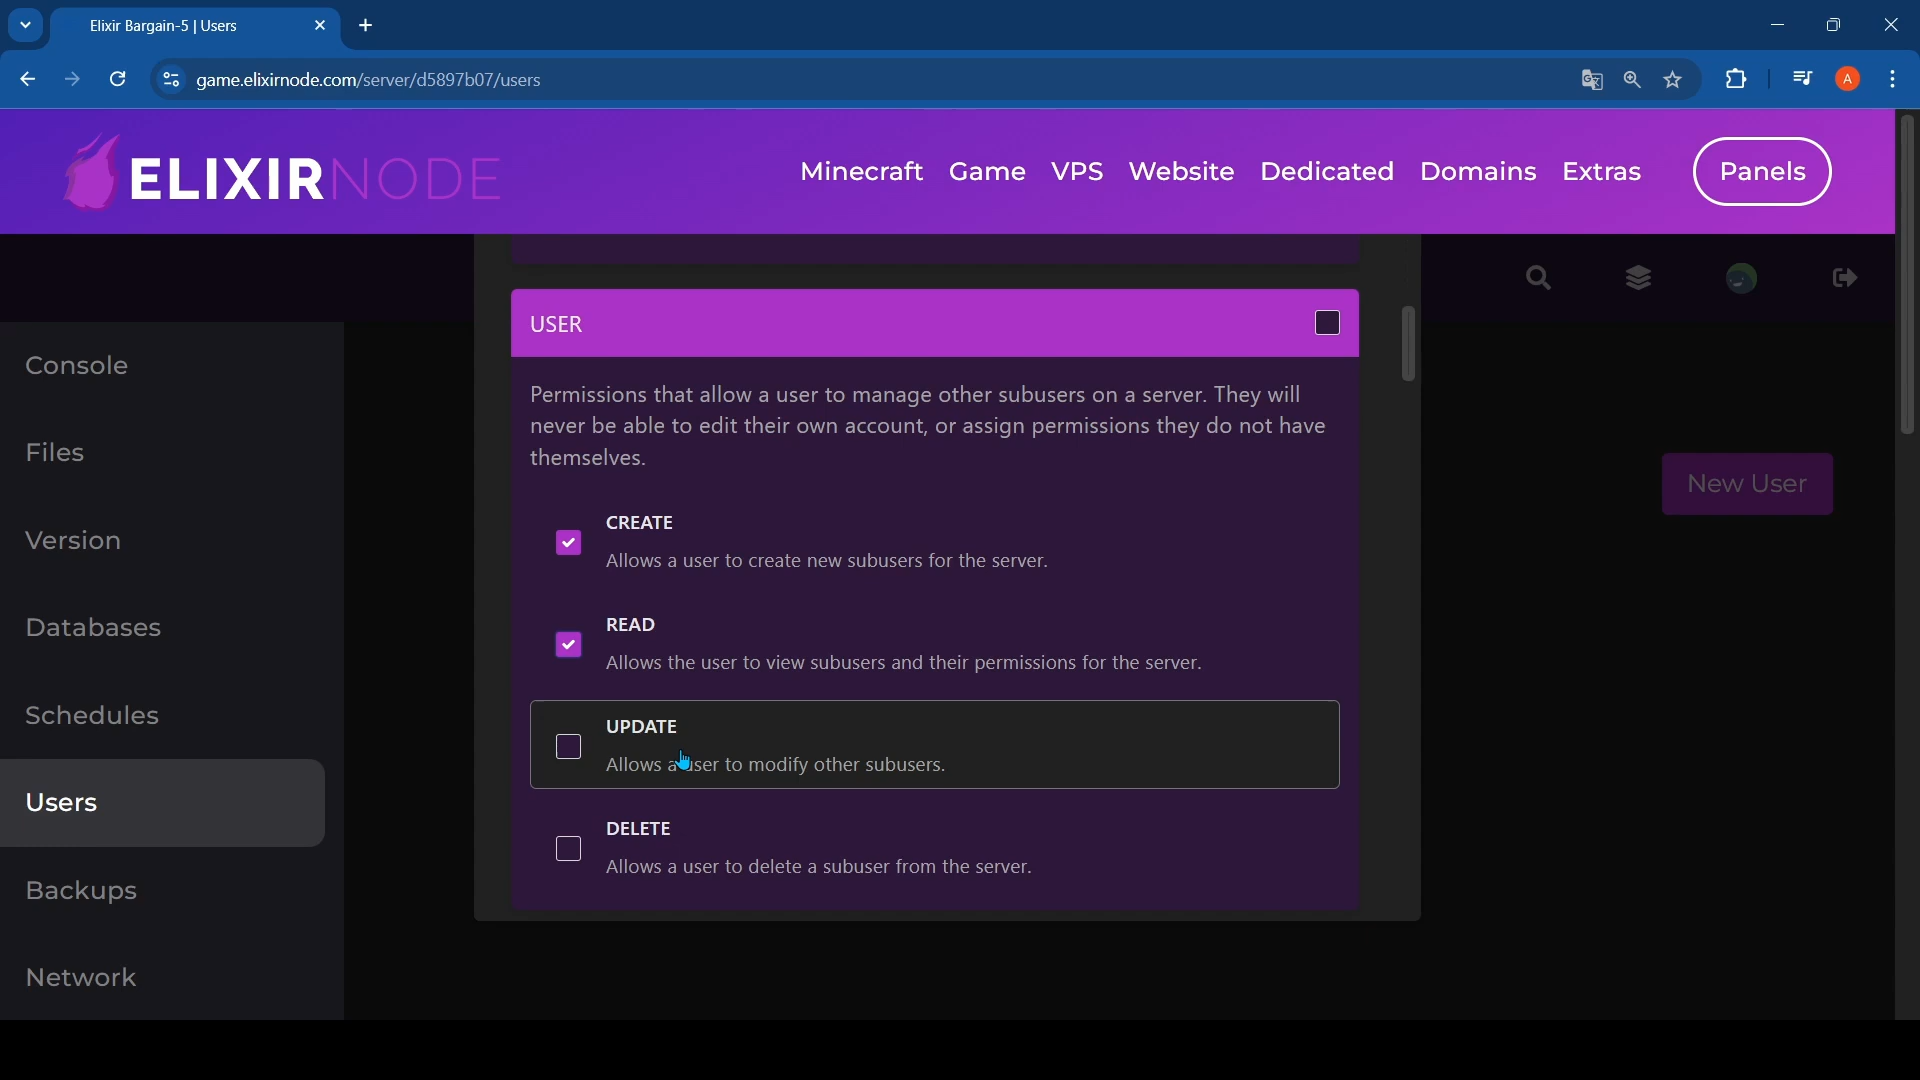 Elixir Bargain-5 | Users
game.elixirnode.com/server/d5897b07/users
A
ELIXIRNODE
Minecraft Game VPS Website Dedicated Domains Extras Panels
Console
Files
Version
Databases
Schedules
Users
Backups
Network
USER
Permissions that allow a user to manage other subusers on a server. They will
never be able to edit their own account, or assign permissions they do not have
themselves.
CREATE
Allows a user to create new subusers for the server.
READ
Allows the user to view subusers and their permissions for the server.
UPDATE
Allows a user to modify other subusers.
DELETE
Allows a user to delete a subuser from the server.
New User